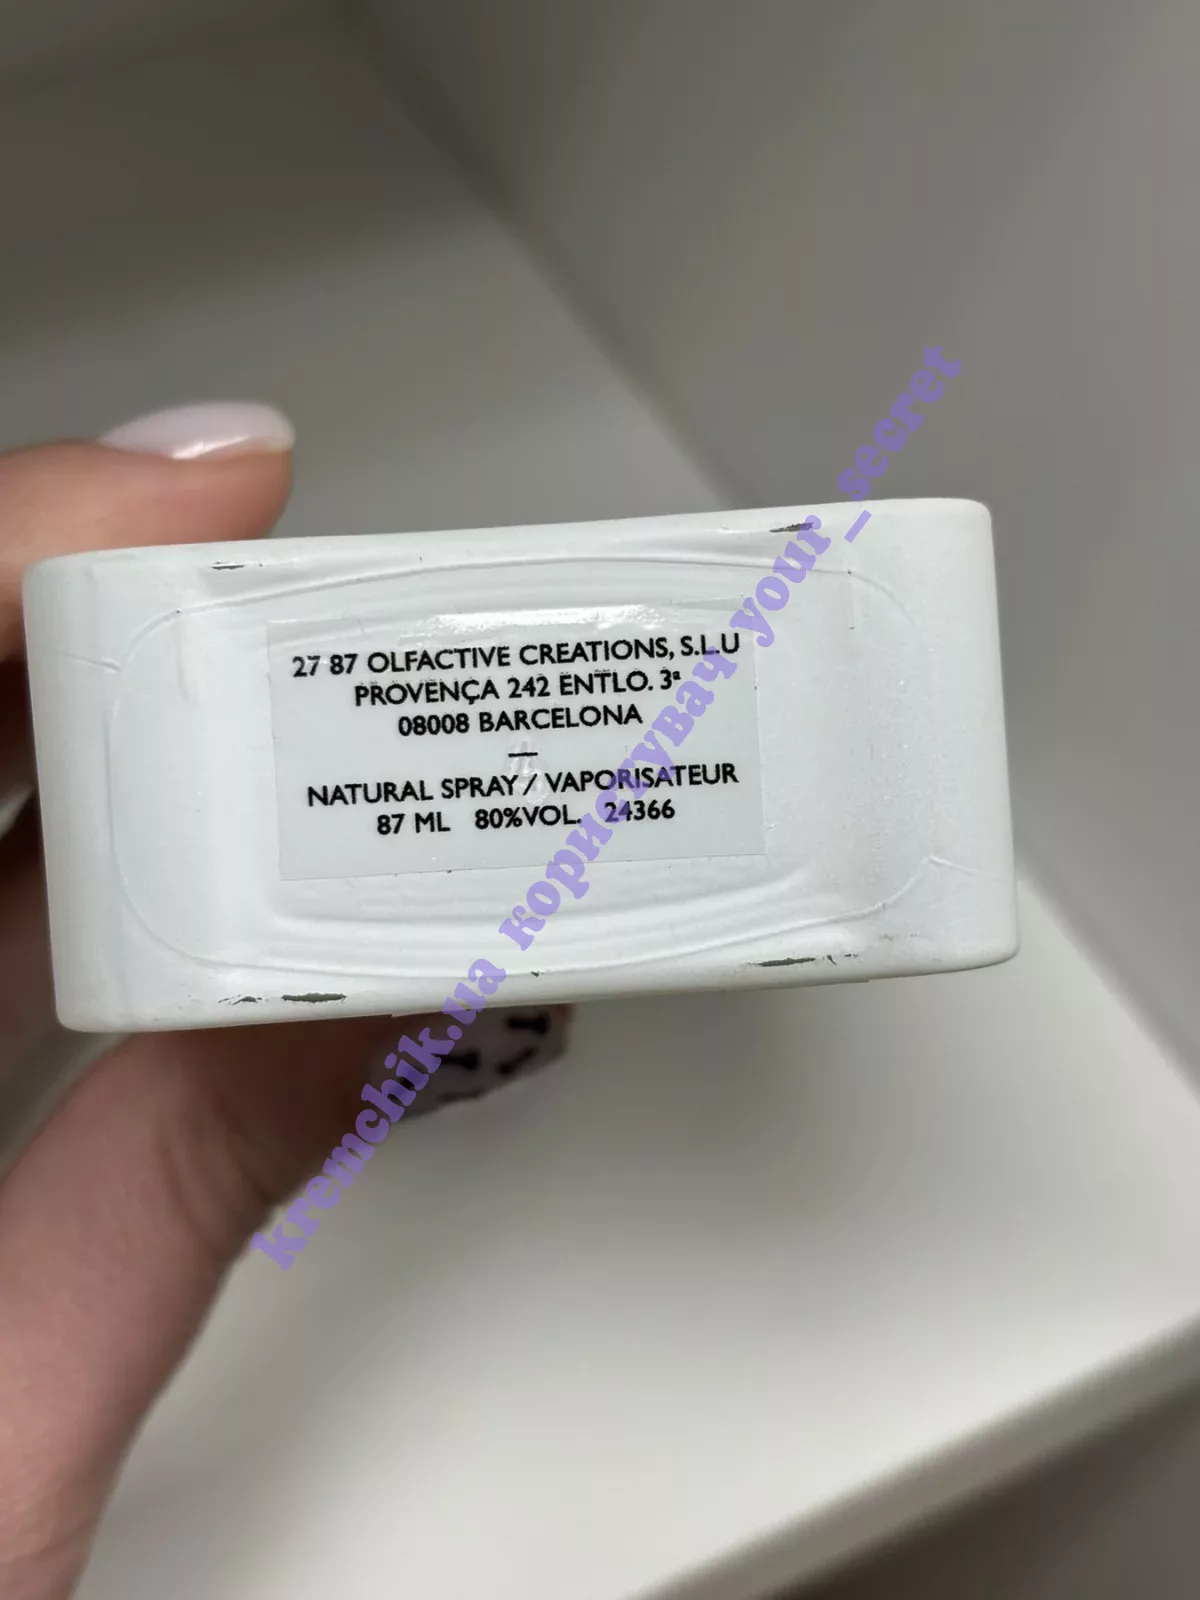 27 87 OLFACTIVE CREATIONS, S.L.U
PROVENÇA 242 ENTLO. 3ª
08008 BARCELONA
—
NATURAL SPRAY / VAPORISATEUR
87 ML 80%VOL. 24366
kremchik.ua користувач your_secret